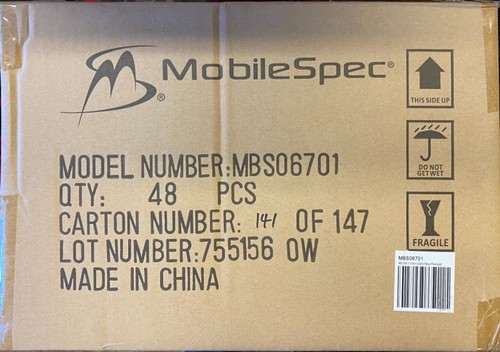 MobileSpec®
®
THIS SIDE UP
DO NOT
GET WET
FRAGILE
MODEL NUMBER:MBS06701
QTY: 48 PCS
CARTON NUMBER: 141 OF 147
LOT NUMBER:755156 OW
MADE IN CHINA
MBS06701